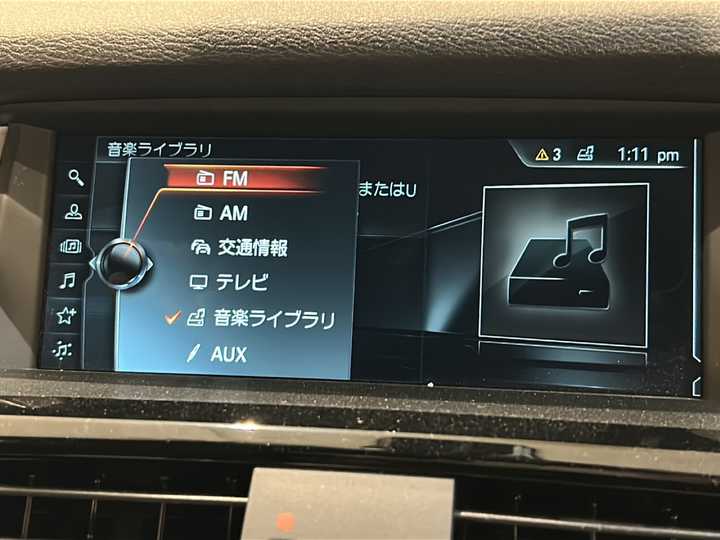 音楽ライブラリ
3 1:11 pm
FM
またはU
AM
交通情報
テレビ
音楽ライブラリ
AUX